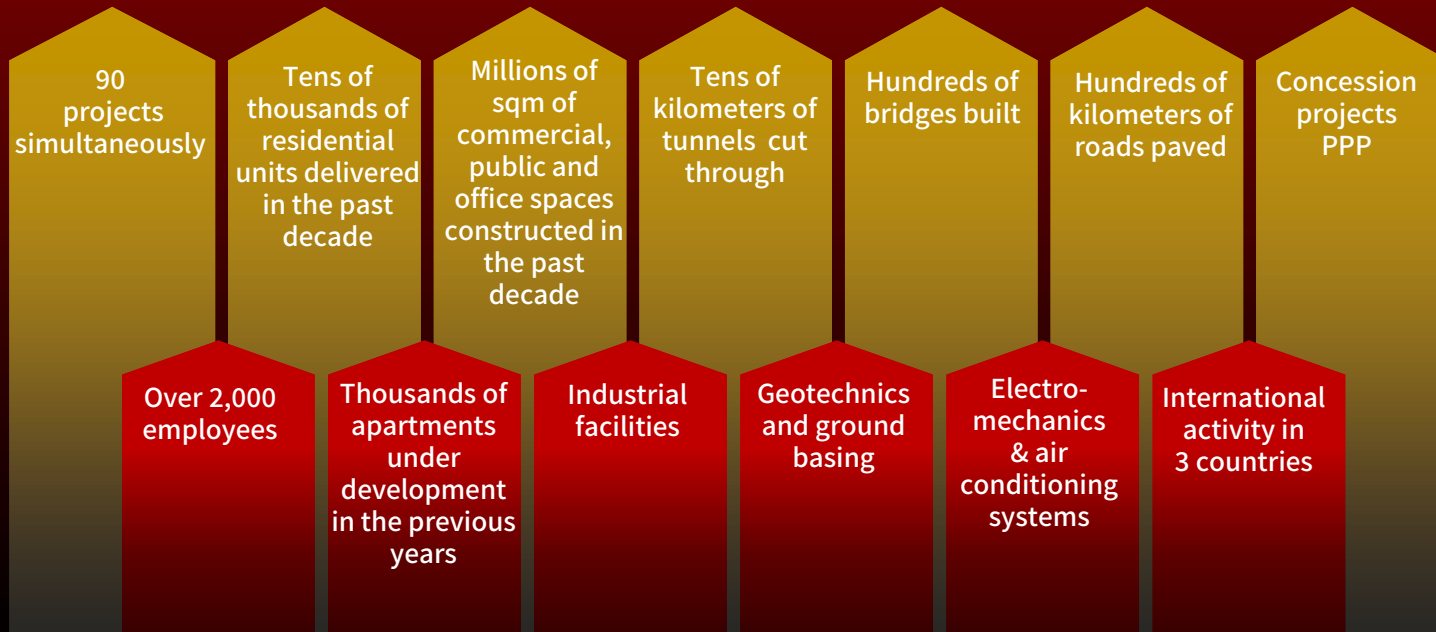 90
projects
simultaneously
Tens of
thousands of
residential
units delivered
in the past
decade
Millions of
sqm of
commercial,
public and
office spaces
constructed in
the past
decade
Tens of
kilometers of
tunnels cut
through
Hundreds of
bridges built
Hundreds of
kilometers of
roads paved
Concession
projects
PPP
Over 2,000
employees
Thousands of
apartments
under
development
in the previous
years
Industrial
facilities
Geotechnics
and ground
basing
Electro-
mechanics
& air
conditioning
systems
International
activity in
3 countries